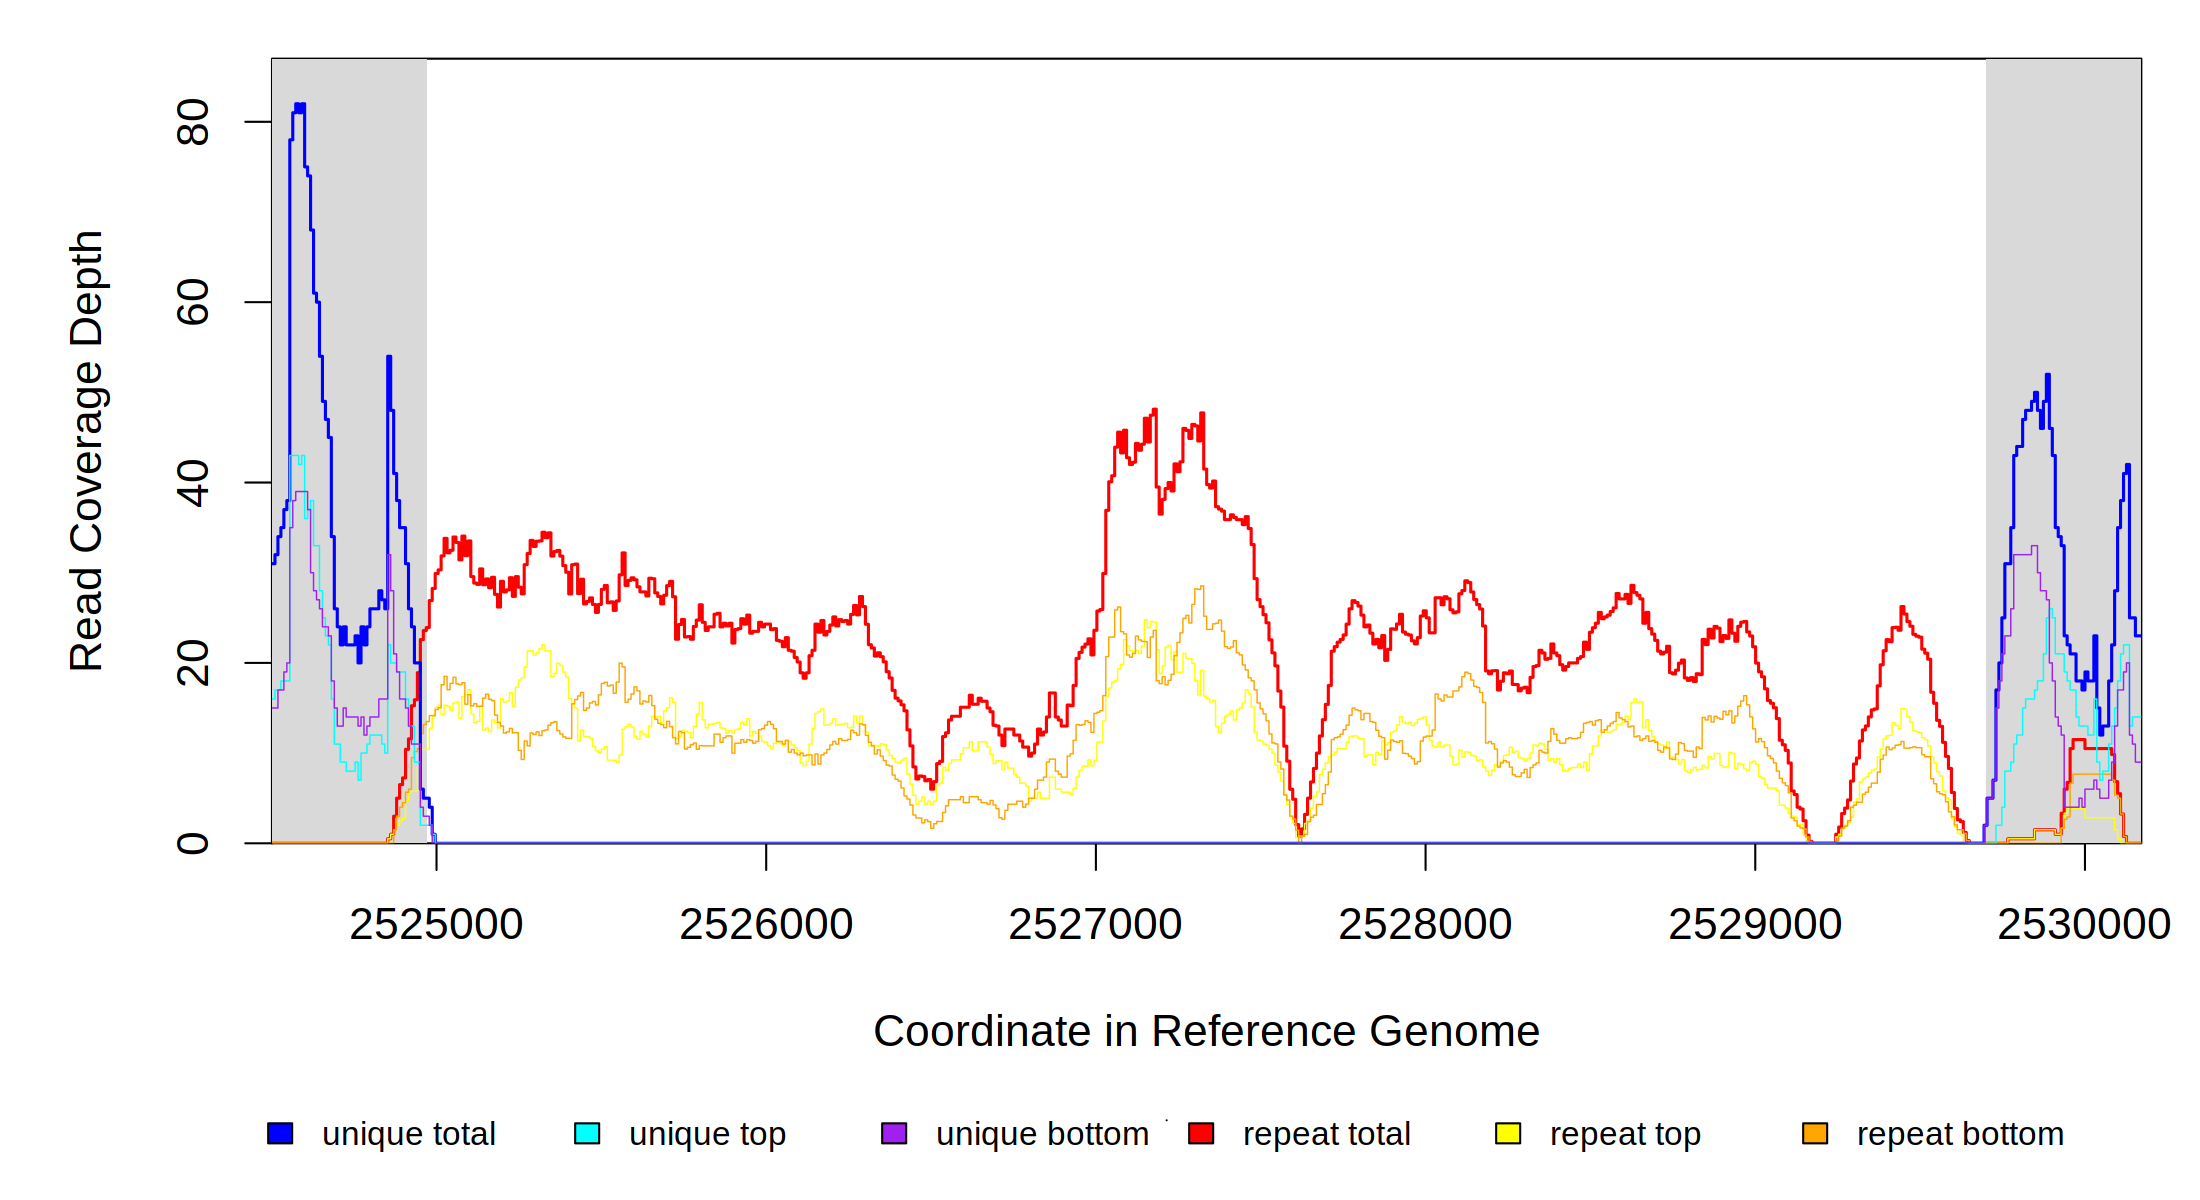 Read Coverage Depth
80
60
40
20
0
2525000 2526000 2527000 2528000 2529000 2530000
Coordinate in Reference Genome
unique total unique top unique bottom repeat total repeat top repeat bottom